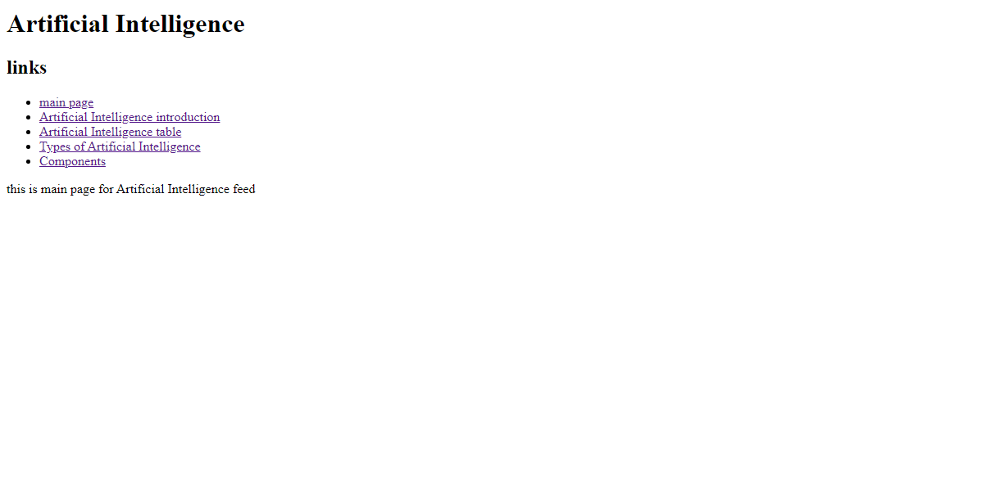 Artificial Intelligence
links
main page
Artificial Intelligence introduction
Artificial Intelligence table
Types of Artificial Intelligence
Components
this is main page for Artificial Intelligence feed